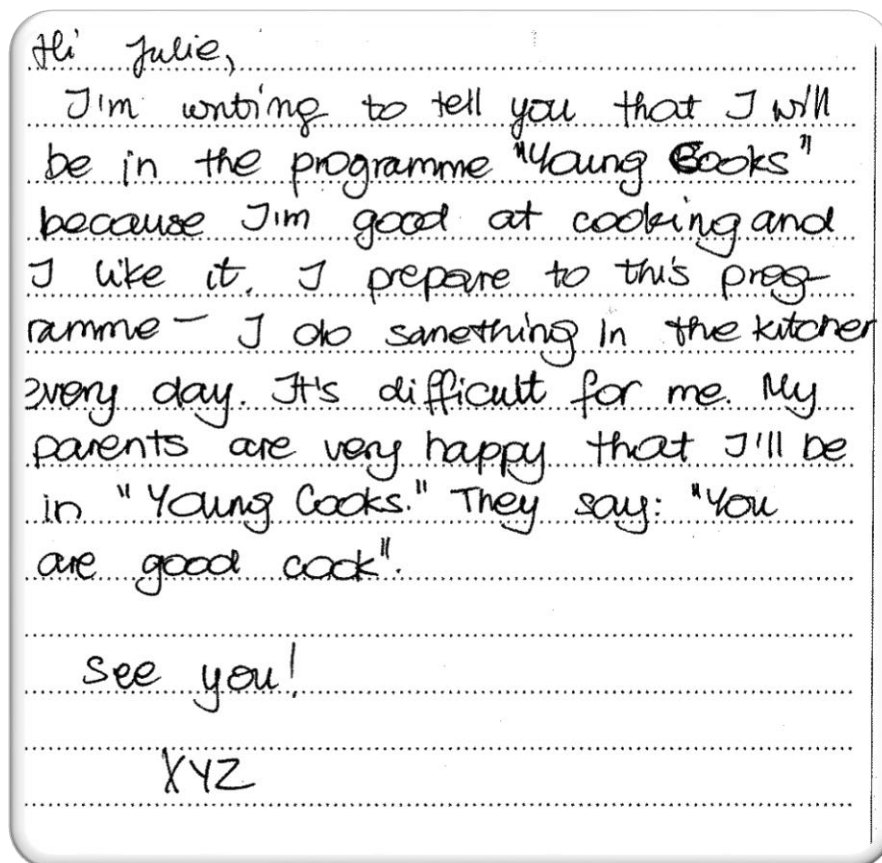 Hi Julie,
I'm writing to tell you that I will
be in the programme "Young Cooks"
because I'm good at cooking and
I like it. I prepare to this prog-
ramme - I do something in the kitchen
every day. It's difficult for me. My
parents are very happy that I'll be
in "Young Cooks." They say: "You
are good cook".
See you!
XYZ